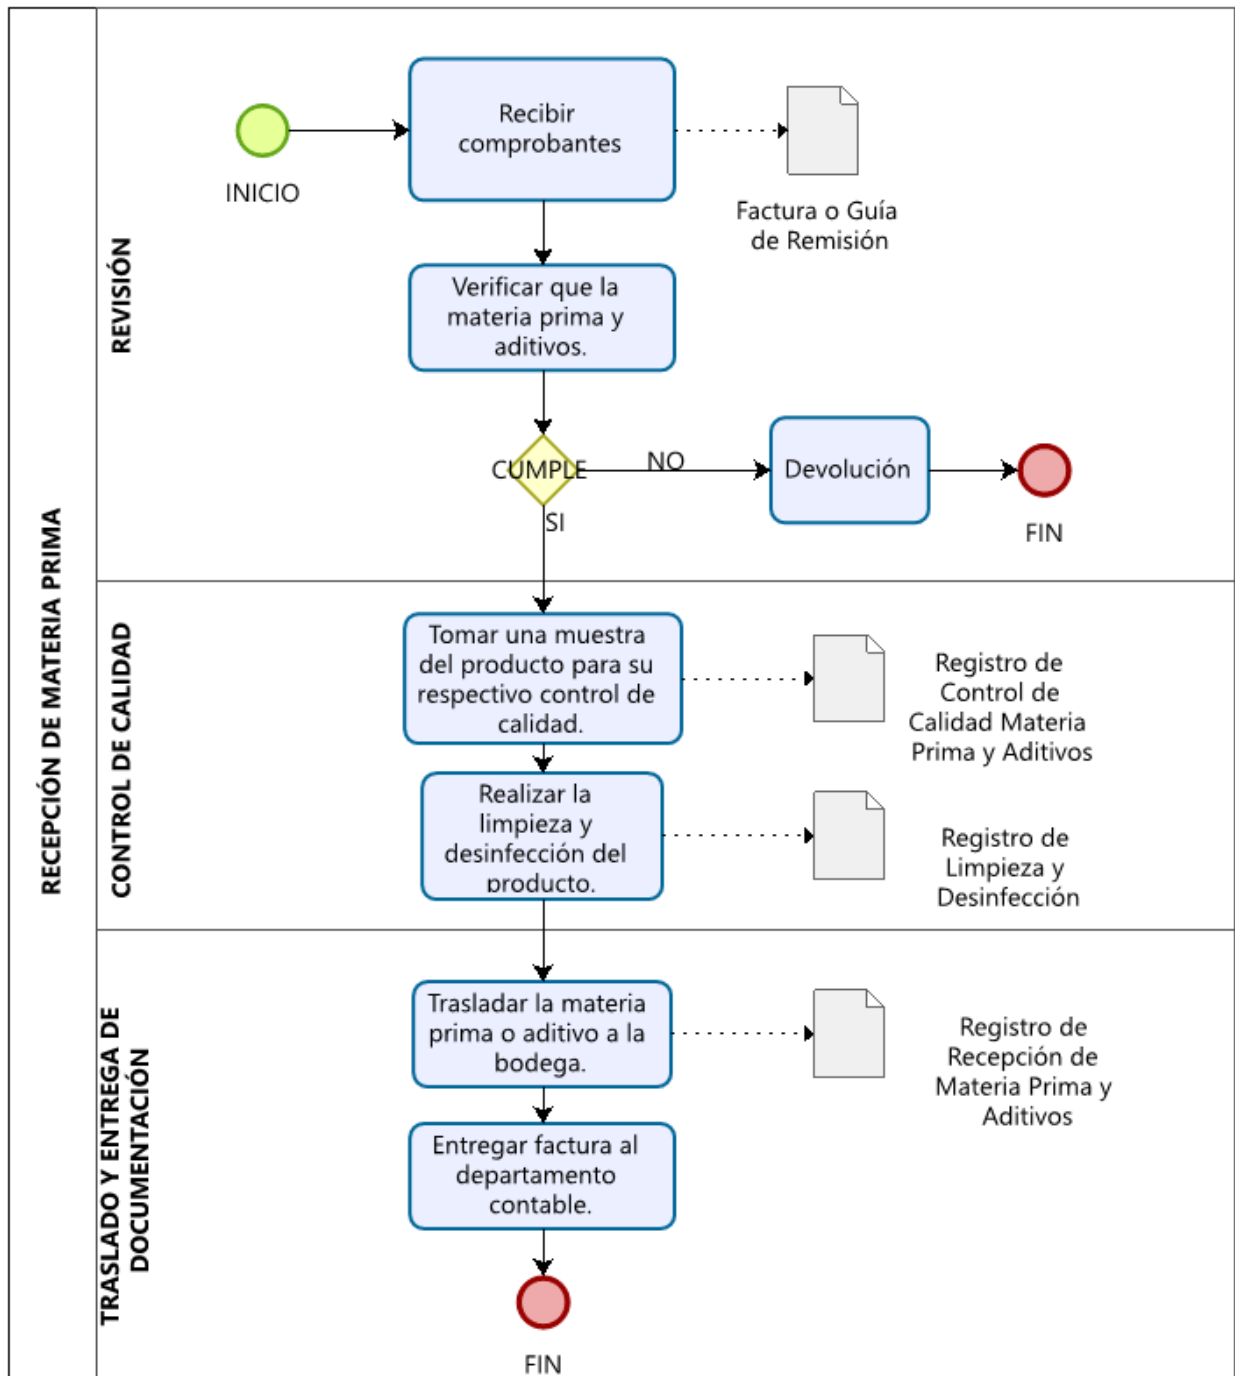 RECEPCIÓN DE MATERIA PRIMA
REVISIÓN
INICIO
Recibir
comprobantes
Factura o Guía
de Remisión
Verificar que la
materia prima y
aditivos.
CUMPLE
NO
SI
Devolución
FIN
CONTROL DE CALIDAD
Tomar una muestra
del producto para su
respectivo control de
calidad.
Registro de
Control de
Calidad Materia
Prima y Aditivos
Realizar la
limpieza y
desinfección del
producto.
Registro de
Limpieza y
Desinfección
TRASLADO Y ENTREGA DE
DOCUMENTACIÓN
Trasladar la materia
prima o aditivo a la
bodega.
Registro de
Recepción de
Materia Prima y
Aditivos
Entregar factura al
departamento
contable.
FIN